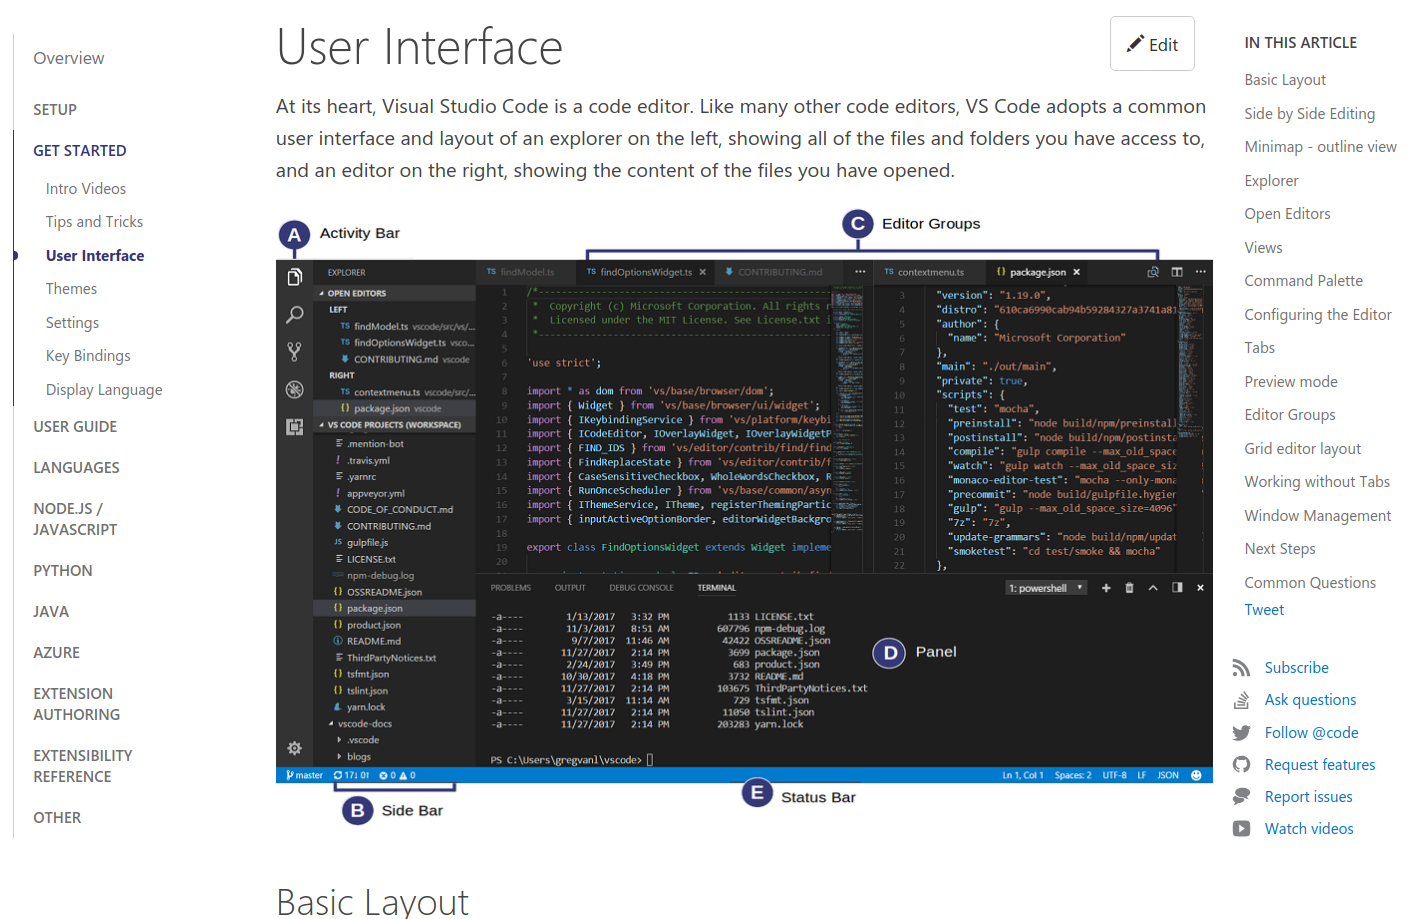 Overview
SETUP
GET STARTED
Intro Videos
Tips and Tricks
User Interface
Themes
Settings
Key Bindings
Display Language
USER GUIDE
LANGUAGES
NODE.JS /
JAVASCRIPT
PYTHON
JAVA
AZURE
EXTENSION
AUTHORING
EXTENSIBILITY
REFERENCE
OTHER
User Interface
Edit
At its heart, Visual Studio Code is a code editor. Like many other code editors, VS Code adopts a common
user interface and layout of an explorer on the left, showing all of the files and folders you have access to,
and an editor on the right, showing the content of the files you have opened.
A Activity Bar
C Editor Groups
EXPLORER
OPEN EDITORS
LEFT
TS findModel.ts vscode/src/vs/...
TS findOptionsWidget.ts vsco...
CONTRIBUTING.md vscode
RIGHT
TS contextmenu.ts vscode/src/...
{} package.json vscode
VS CODE PROJECTS (WORKSPACE)
.mention-bot
! .travis.yml
.yarnrc
! appveyor.yml
CODE_OF_CONDUCT.md
CONTRIBUTING.md
JS gulpfile.js
LICENSE.txt
npm-debug.log
{} OSSREADME.json
{} package.json
{} product.json
README.md
ThirdPartyNotices.txt
{} tsfmt.json
{} tslint.json
yarn.lock
vscode-docs
.vscode
blogs
TS findModel.ts
TS findOptionsWidget.ts ×
CONTRIBUTING.md
...
1 /*---------------------------------------
2 * Copyright (c) Microsoft Corporation. All rights r
3 * Licensed under the MIT License. See License.txt i
4 *---------------------------------------
5
6 'use strict';
7
8 import * as dom from 'vs/base/browser/dom';
9 import { Widget } from 'vs/base/browser/ui/widget';
10 import { IKeybindingService } from 'vs/platform/keybi
11 import { ICodeEditor, IOverlayWidget, IOverlayWidgetP
12 import { FIND_IDS } from 'vs/editor/contrib/find/find
13 import { FindReplaceState } from 'vs/editor/contrib/f
14 import { CaseSensitiveCheckbox, WholeWordsCheckbox, R
15 import { RunOnceScheduler } from 'vs/base/common/asyn
16 import { IThemeService, ITheme, registerThemingPartic
17 import { inputActiveOptionBorder, editorWidgetBackgro
18
19 export class FindOptionsWidget extends Widget impleme
20
TS contextmenu.ts
{} package.json ×
...
3 "version": "1.19.0",
4 "distro": "610ca6990cab94b59284327a3741a81
5 "author": {
6 "name": "Microsoft Corporation"
7 },
8 "main": "./out/main",
9 "private": true,
10 "scripts": {
11 "test": "mocha",
12 "preinstall": "node build/npm/preinstall
13 "postinstall": "node build/npm/postinsta
14 "compile": "gulp compile --max_old_space
15 "watch": "gulp watch --max_old_space_siz
16 "monaco-editor-test": "mocha --only-mona
17 "precommit": "node build/gulpfile.hygien
18 "gulp": "gulp --max_old_space_size=4096"
19 "7z": "7z",
20 "update-grammars": "node build/npm/updat
21 "smoketest": "cd test/smoke && mocha"
22 },
PROBLEMS OUTPUT DEBUG CONSOLE TERMINAL
1: powershell
-a---- 1/13/2017 3:32 PM 1133 LICENSE.txt
-a---- 11/3/2017 8:51 AM 607796 npm-debug.log
-a---- 9/7/2017 11:46 AM 42422 OSSREADME.json
-a---- 11/27/2017 2:14 PM 3699 package.json
-a---- 2/24/2017 3:49 PM 683 product.json
-a---- 10/30/2017 4:18 PM 3732 README.md
-a---- 11/27/2017 2:14 PM 103675 ThirdPartyNotices.txt
-a---- 3/15/2017 11:14 AM 729 tsfmt.json
-a---- 11/27/2017 2:14 PM 11050 tslint.json
-a---- 11/27/2017 2:14 PM 203283 yarn.lock
PS C:\Users\gregvanl\vscode>
D Panel
master 17↓ 0↑ 0 0
Ln 1, Col 1 Spaces: 2 UTF-8 LF JSON
B Side Bar
E Status Bar
Basic Layout
IN THIS ARTICLE
Basic Layout
Side by Side Editing
Minimap - outline view
Explorer
Open Editors
Views
Command Palette
Configuring the Editor
Tabs
Preview mode
Editor Groups
Grid editor layout
Working without Tabs
Window Management
Next Steps
Common Questions
Tweet
Subscribe
Ask questions
Follow @code
Request features
Report issues
Watch videos